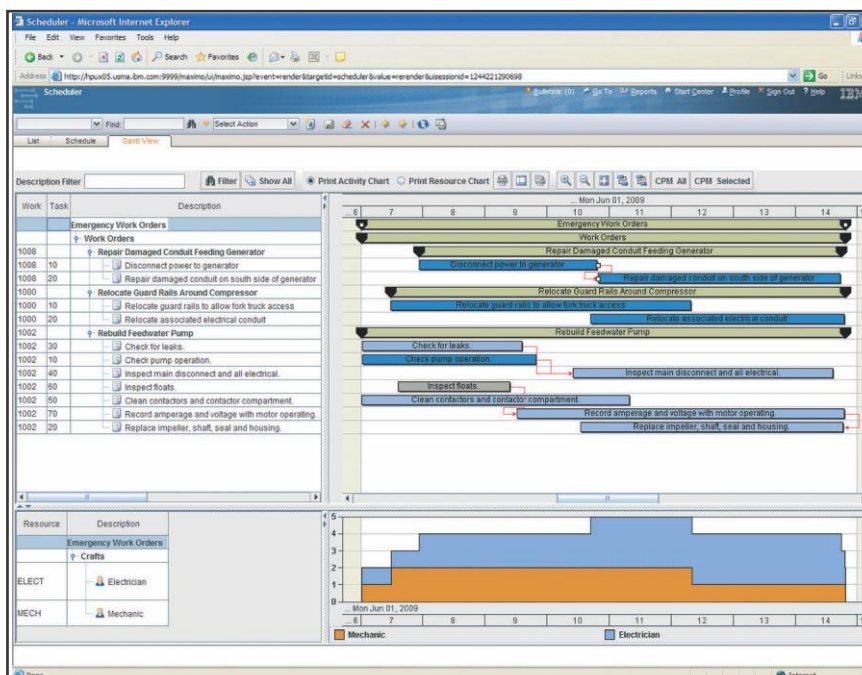 Scheduler - Microsoft Internet Explorer
File Edit View Favorites Tools Help
Back Search Favorites
Address http://hpux05.usma.ibm.com:9999/maximo/ui/maximo.jsp?event=render&targetid=scheduler&value=rerender&uisessionid=1244221290698 Go Links
Scheduler Bulletins: (0) Go To Reports Start Center Profile Sign Out Help IBM
Find: Select Action
List Schedule Gantt View
Description Filter Filter Show All Print Activity Chart Print Resource Chart CPM All CPM Selected
Work Task Description ... Mon Jun 01, 2009
... 6 7 8 9 10 11 12 13 14
Emergency Work Orders Emergency Work Orders
Work Orders Work Orders
1008 Repair Damaged Conduit Feeding Generator Repair Damaged Conduit Feeding Generator
1008 10 Disconnect power to generator Disconnect power to generator
1008 20 Repair damaged conduit on south side of generator Repair damaged conduit on south side of generator
1000 Relocate Guard Rails Around Compressor Relocate Guard Rails Around Compressor
1000 10 Relocate guard rails to allow fork truck access Relocate guard rails to allow fork truck access
1000 20 Relocate associated electrical conduit Relocate associated electrical conduit
1002 Rebuild Feedwater Pump Rebuild Feedwater Pump
1002 30 Check for leaks. Check for leaks.
1002 10 Check pump operation. Check pump operation.
1002 40 Inspect main disconnect and all electrical. Inspect main disconnect and all electrical.
1002 60 Inspect floats. Inspect floats.
1002 50 Clean contactors and contactor compartment. Clean contactors and contactor compartment.
1002 70 Record amperage and voltage with motor operating. Record amperage and voltage with motor operating.
1002 20 Replace impeller, shaft, seal and housing. Replace impeller, shaft, seal and housing.
Resource Description
Emergency Work Orders
Crafts
ELECT Electrician
MECH Mechanic
5
4
3
2
1
0
... Mon Jun 01, 2009
... 6 7 8 9 10 11 12 13 14
Mechanic Electrician